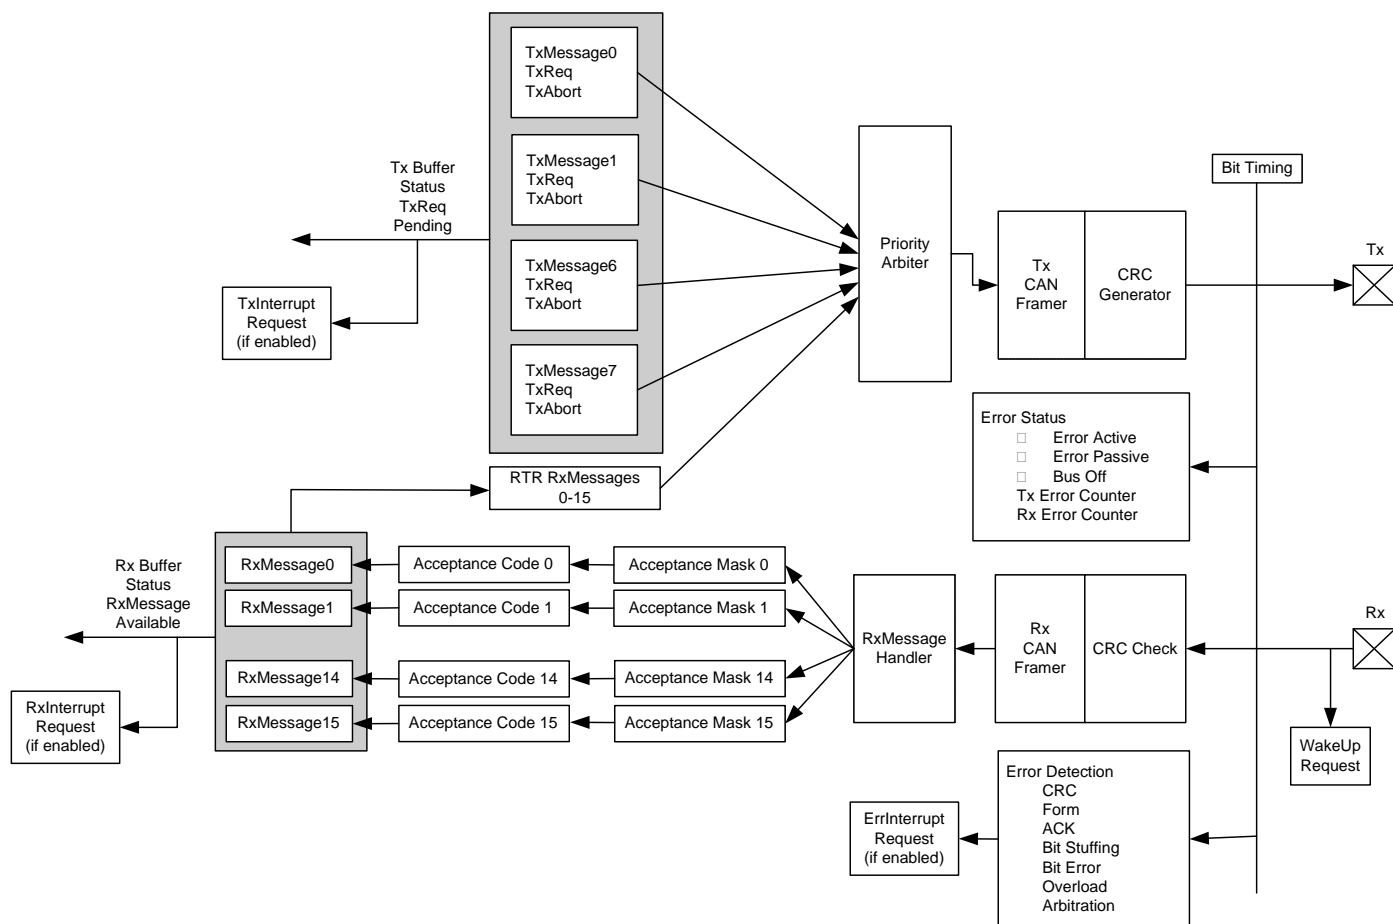 TxMessage0
TxReq
TxAbort
TxMessage1
TxReq
TxAbort
TxMessage6
TxReq
TxAbort
TxMessage7
TxReq
TxAbort
Tx Buffer
Status
TxReq
Pending
TxInterrupt
Request
(if enabled)
Priority
Arbiter
Tx
CAN
Framer
CRC
Generator
Bit Timing
Tx
Error Status
Error Active
Error Passive
Bus Off
Tx Error Counter
Rx Error Counter
RTR RxMessages
0-15
Rx Buffer
Status
RxMessage
Available
RxInterrupt
Request
(if enabled)
RxMessage0
Acceptance Code 0
Acceptance Mask 0
RxMessage1
Acceptance Code 1
Acceptance Mask 1
RxMessage14
Acceptance Code 14
Acceptance Mask 14
RxMessage15
Acceptance Code 15
Acceptance Mask 15
RxMessage
Handler
Rx
CAN
Framer
CRC Check
Rx
WakeUp
Request
ErrInterrupt
Request
(if enabled)
Error Detection
CRC
Form
ACK
Bit Stuffing
Bit Error
Overload
Arbitration